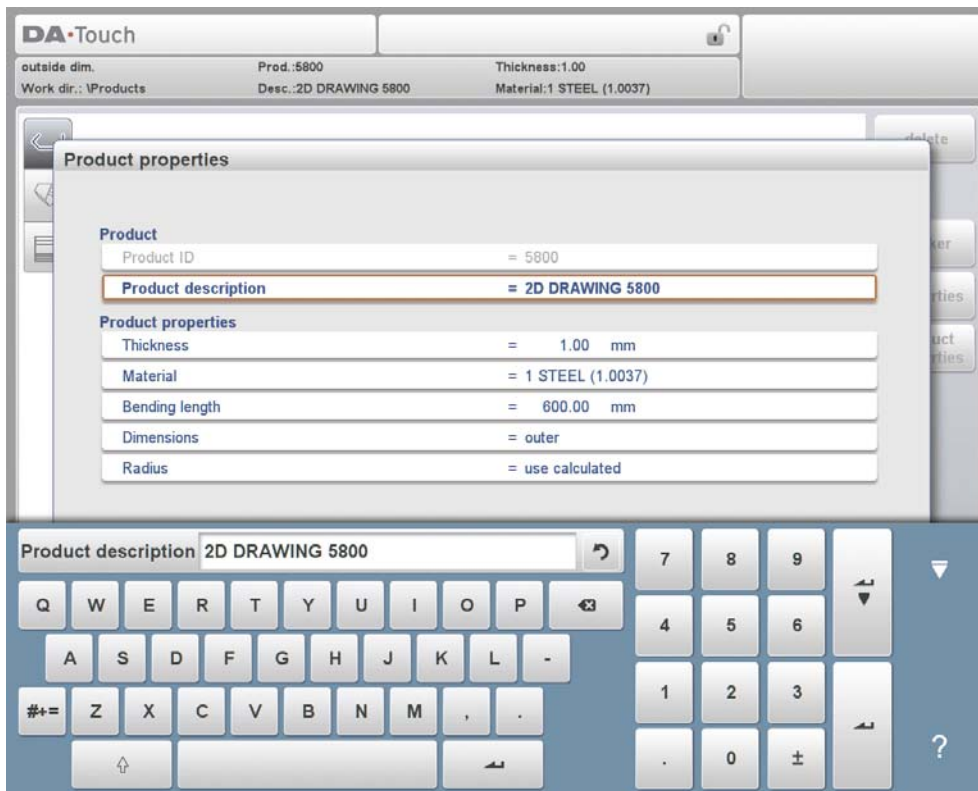 DA•Touch
outside dim. Prod.:5800 Thickness:1.00
Work dir.: \Products Desc.:2D DRAWING 5800 Material:1 STEEL (1.0037)
delete
Product properties
Product
Product ID = 5800
Product description = 2D DRAWING 5800
Product properties
Thickness = 1.00 mm
Material = 1 STEEL (1.0037)
Bending length = 600.00 mm
Dimensions = outer
Radius = use calculated
Product description 2D DRAWING 5800
7 8 9
Q W E R T Y U I O P
4 5 6
A S D F G H J K L -
1 2 3
#+= Z X C V B N M , .
. 0 ±
?